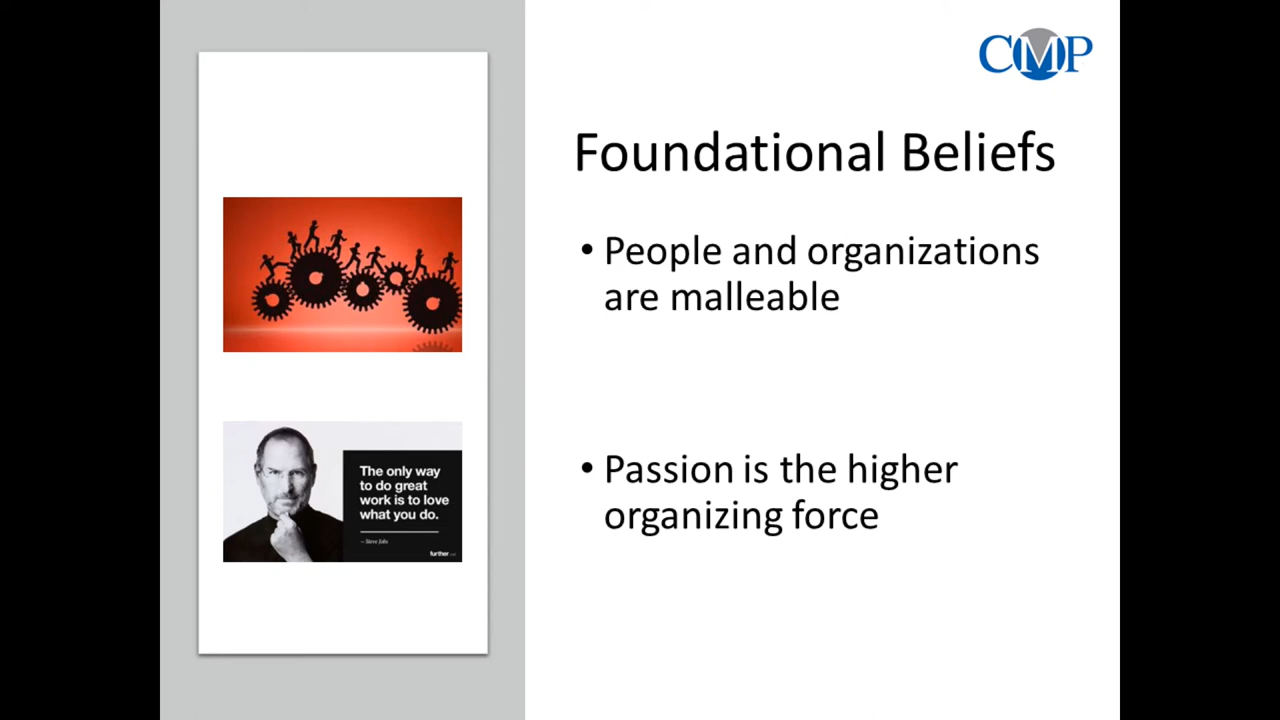 CMP
Foundational Beliefs
• People and organizations
are malleable
The only way
to do great
work is to love
what you do.
– Steve Jobs
further
• Passion is the higher
organizing force